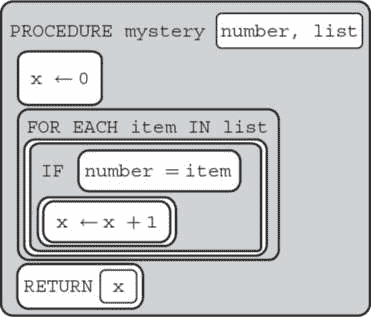 PROCEDURE mystery number, list
x ← 0
FOR EACH item IN list
IF number = item
x ← x + 1
RETURN x